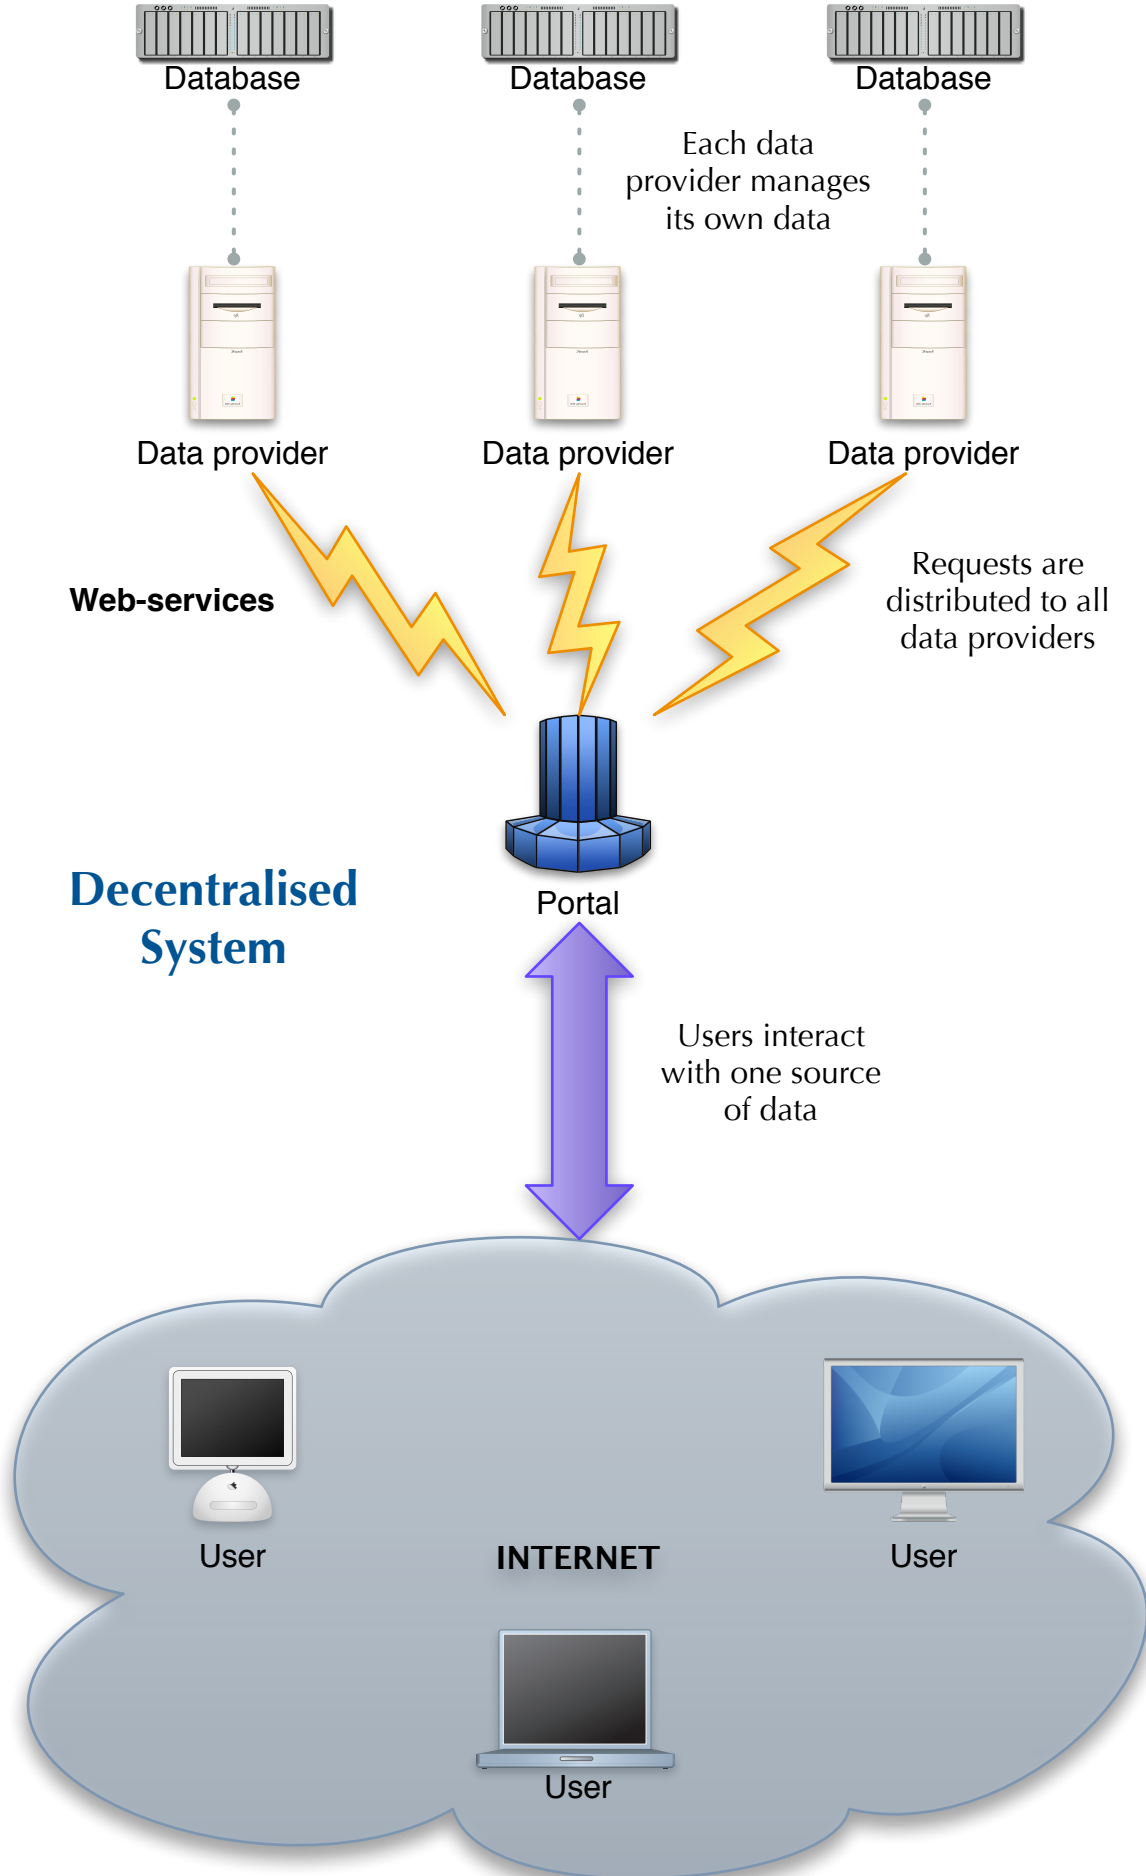 Database
Database
Database
Each data
provider manages
its own data
Data provider
Data provider
Data provider
Web-services
Requests are
distributed to all
data providers
Decentralised
System
Portal
Users interact
with one source
of data
User
INTERNET
User
User